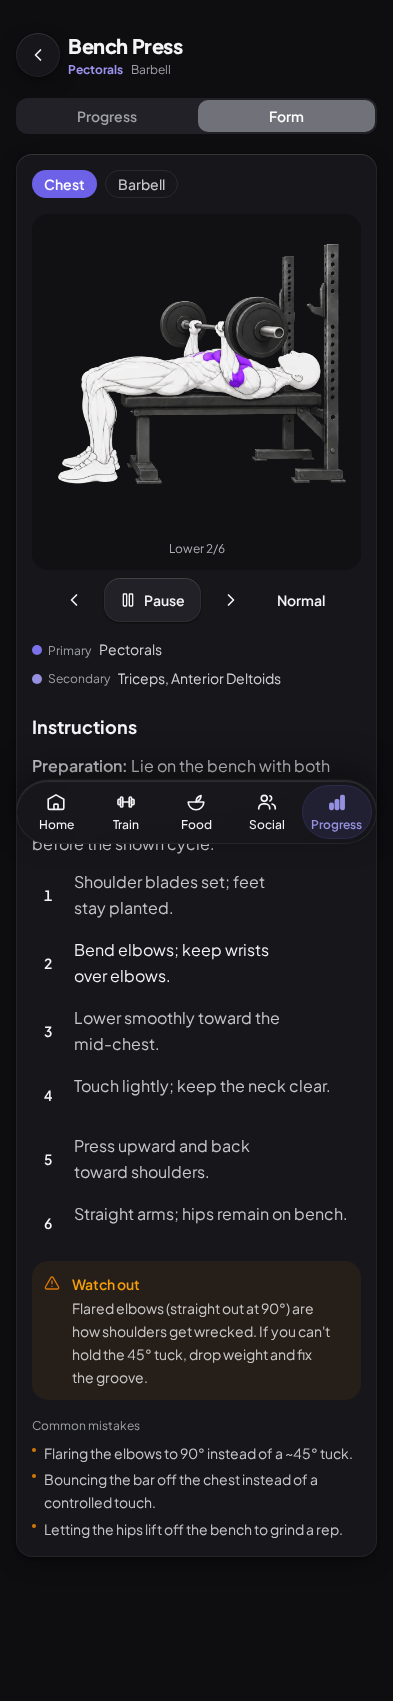 Bench Press
Pectorals Barbell
Progress Form
Chest Barbell
Lower 2/6
Pause Normal
Primary Pectorals
Secondary Triceps, Anterior Deltoids
Instructions
Preparation: Lie on the bench with both
Home Train Food Social Progress
before the shown cycle.
1 Shoulder blades set; feet
stay planted.
2 Bend elbows; keep wrists
over elbows.
3 Lower smoothly toward the
mid-chest.
4 Touch lightly; keep the neck clear.
5 Press upward and back
toward shoulders.
6 Straight arms; hips remain on bench.
Watch out
Flared elbows (straight out at 90°) are
how shoulders get wrecked. If you can't
hold the 45° tuck, drop weight and fix
the groove.
Common mistakes
• Flaring the elbows to 90° instead of a ~45° tuck.
• Bouncing the bar off the chest instead of a
controlled touch.
• Letting the hips lift off the bench to grind a rep.